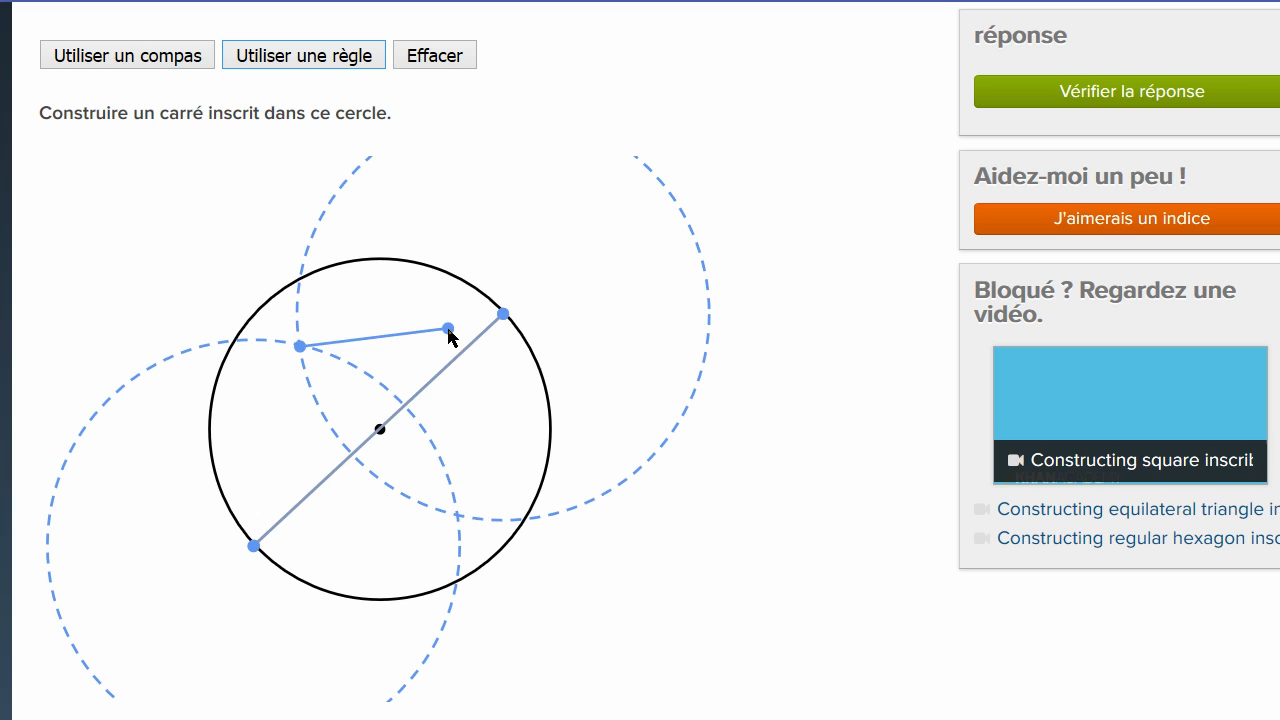 Utiliser un compas
Utiliser une règle
Effacer
Construire un carré inscrit dans ce cercle.
réponse
Vérifier la réponse
Aidez-moi un peu !
J'aimerais un indice
Bloqué ? Regardez une
vidéo.
Constructing square inscrib
Constructing equilateral triangle in
Constructing regular hexagon insc